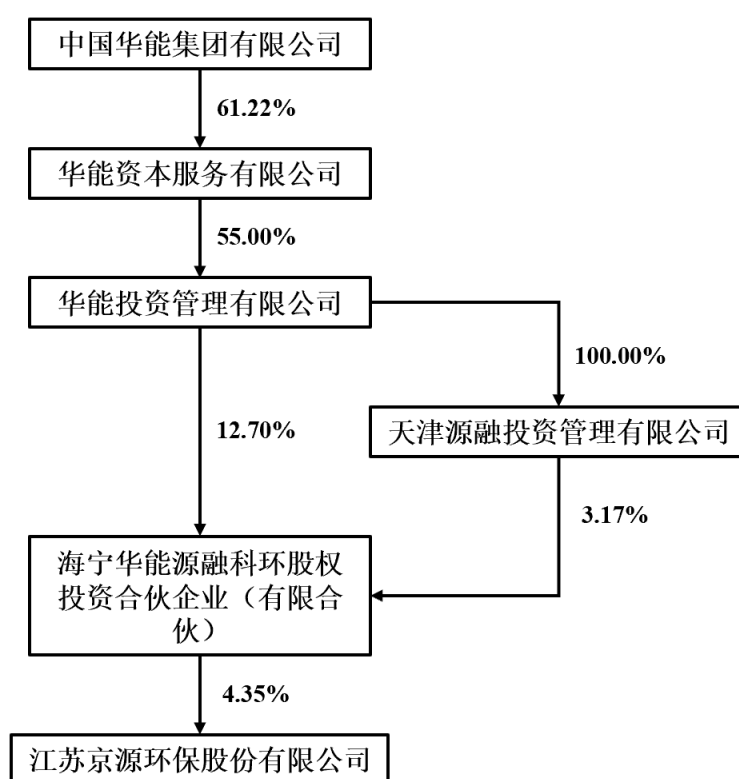 中国华能集团有限公司
61.22%
华能资本服务有限公司
55.00%
华能投资管理有限公司
100.00%
12.70%
天津源融投资管理有限公司
3.17%
海宁华能源融科环股权
投资合伙企业（有限合
伙）
4.35%
江苏京源环保股份有限公司